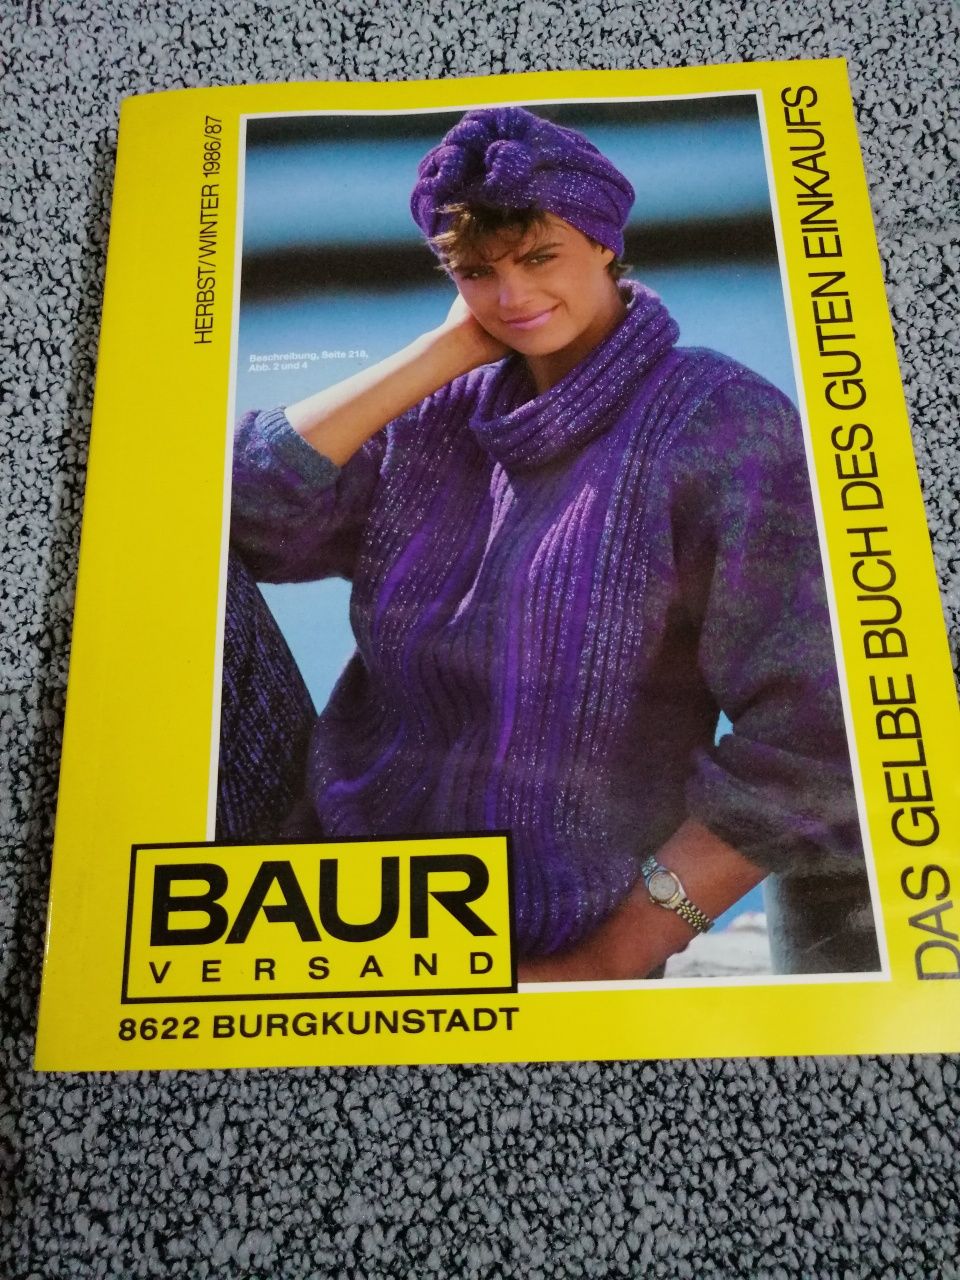 HERBST/WINTER 1986/87
DAS GELBE BUCH DES GUTEN EINKAUFS
Beschreibung, Seite 218,
Abb. 2 und 4
BAUR
VERSAND
8622 BURGKUNSTADT